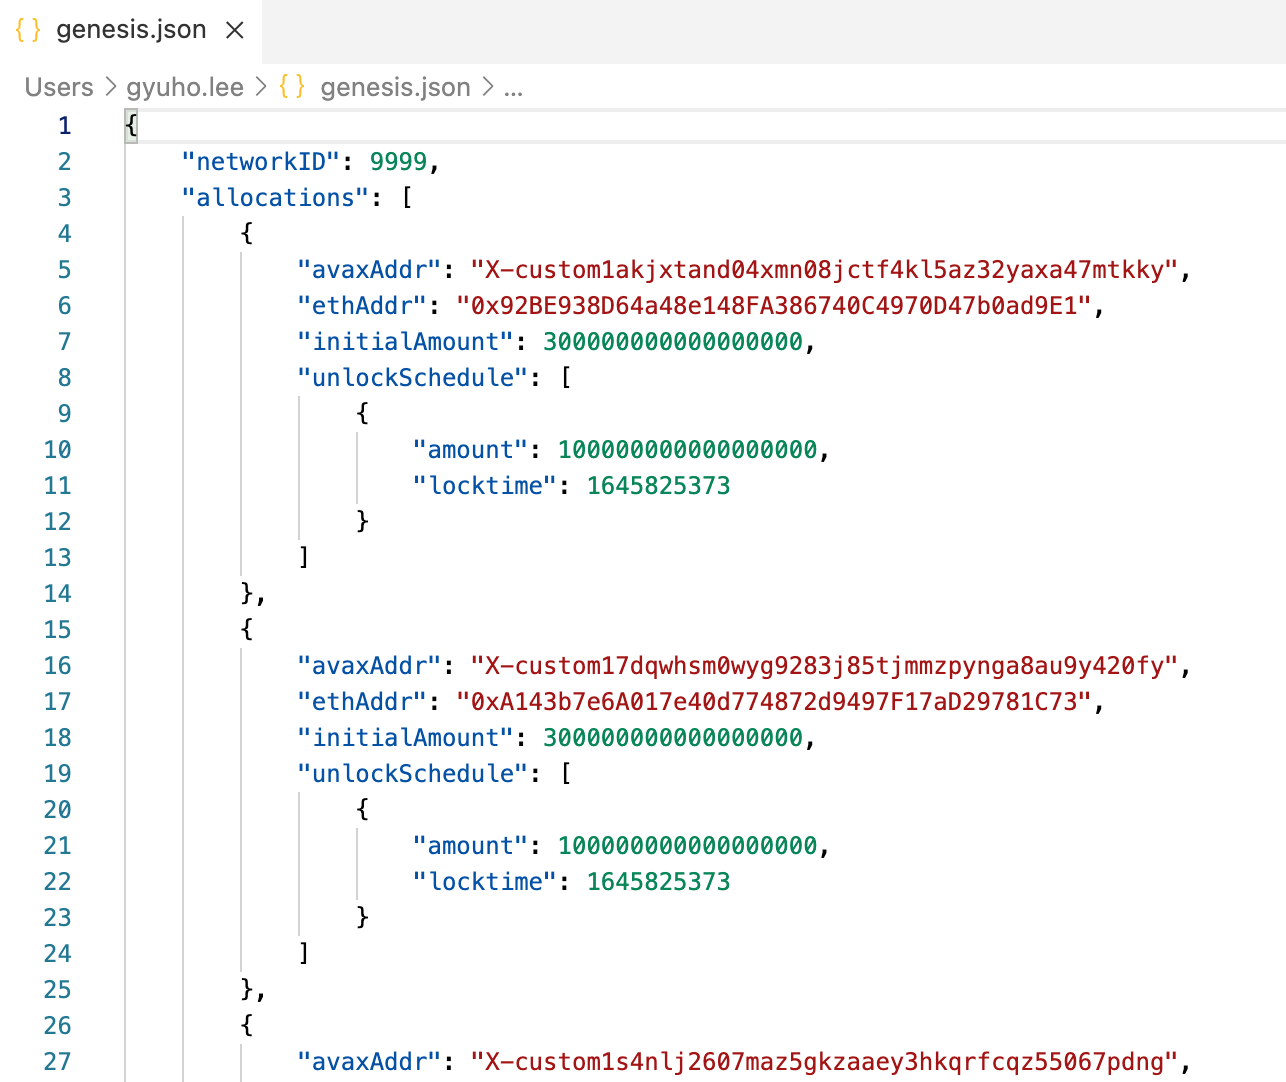 {} genesis.json ×
Users > gyuho.lee > {} genesis.json > ...
1 {
2 "networkID": 9999,
3 "allocations": [
4 {
5 "avaxAddr": "X-custom1akjxtand04xmn08jctf4kl5az32yaxa47mtkky",
6 "ethAddr": "0x92BE938D64a48e148FA386740C4970D47b0ad9E1",
7 "initialAmount": 300000000000000000,
8 "unlockSchedule": [
9 {
10 "amount": 100000000000000000,
11 "locktime": 1645825373
12 }
13 ]
14 },
15 {
16 "avaxAddr": "X-custom17dqwhsm0wyg9283j85tjmmzpynga8au9y420fy",
17 "ethAddr": "0xA143b7e6A017e40d774872d9497F17aD29781C73",
18 "initialAmount": 300000000000000000,
19 "unlockSchedule": [
20 {
21 "amount": 100000000000000000,
22 "locktime": 1645825373
23 }
24 ]
25 },
26 {
27 "avaxAddr": "X-custom1s4nlj2607maz5gkzaaey3hkqrfcqz55067pdng",